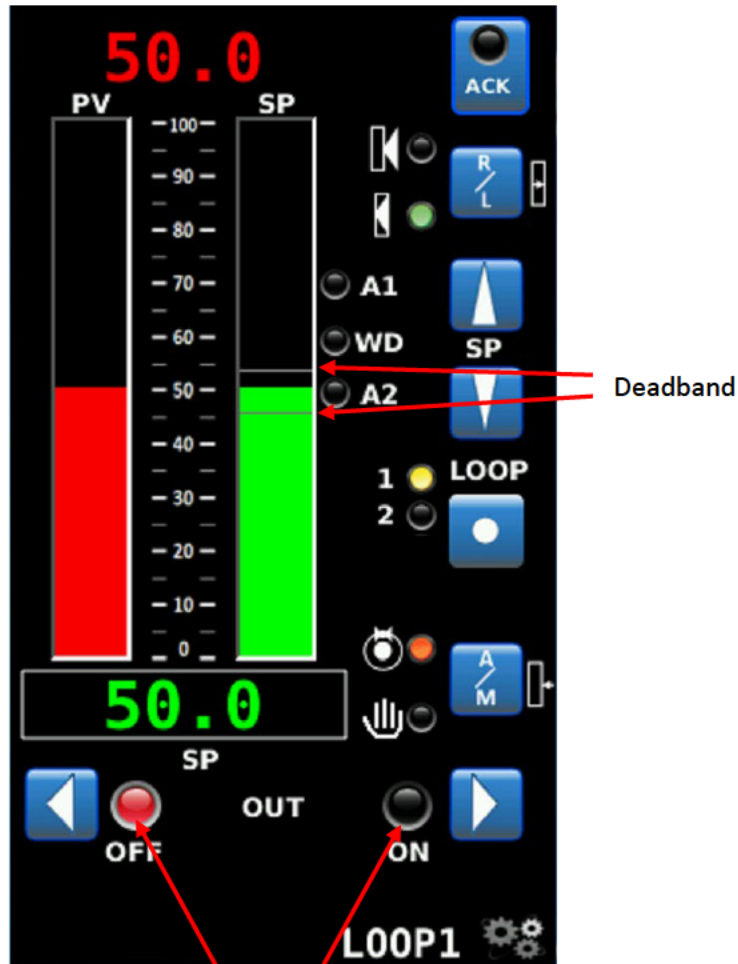 50.0
ACK
PV
SP
100
90
80
70
60
50
40
30
20
10
0
R/L
A1
WD
A2
SP
Deadband
LOOP
1
2
A/M
50.0
SP
OUT
OFF
ON
LOOP1